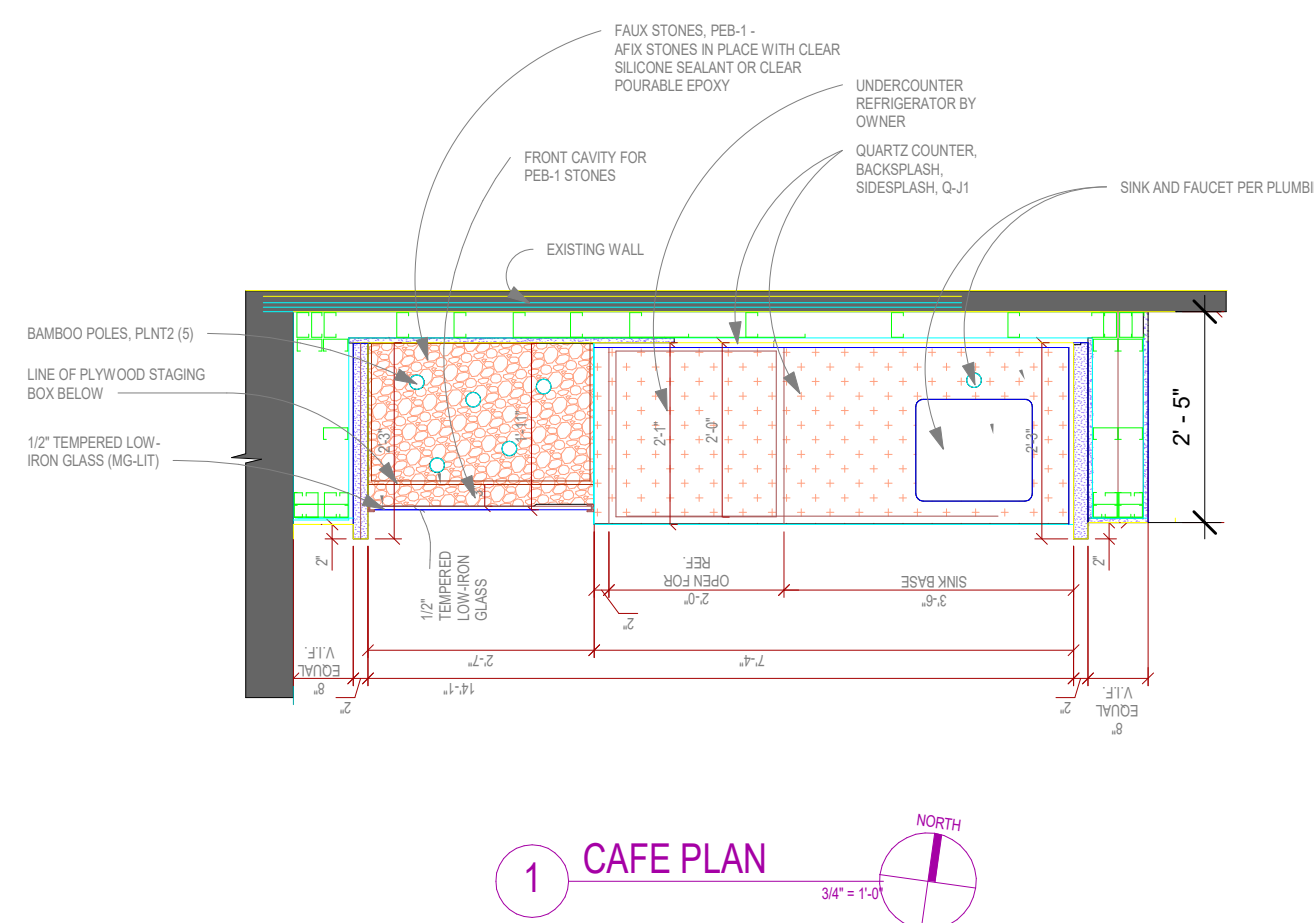 FAUX STONES, PEB-1 -
AFIX STONES IN PLACE WITH CLEAR
SILICONE SEALANT OR CLEAR
POURABLE EPOXY
UNDERCOUNTER
REFRIGERATOR BY
OWNER
FRONT CAVITY FOR
PEB-1 STONES
QUARTZ COUNTER,
BACKSPLASH,
SIDESPLASH, Q-J1
SINK AND FAUCET PER PLUMBI
EXISTING WALL
BAMBOO POLES, PLNT2 (5)
LINE OF PLYWOOD STAGING
BOX BELOW
1/2" TEMPERED LOW-
IRON GLASS (MG-LIT)
2'-3"
1'-11"
3"
2'-1"
2'-0"
2'-3"
2' - 5"
2"
1/2"
TEMPERED
LOW-IRON
GLASS
OPEN FOR
REF.
2'-0"
SINK BASE
3'-6"
2"
2"
2'-7"
7'-4"
EQUAL
V.I.F.
8"
2"
14'-1"
2"
EQUAL
V.I.F.
8"
1
CAFE PLAN
3/4" = 1'-0"
NORTH